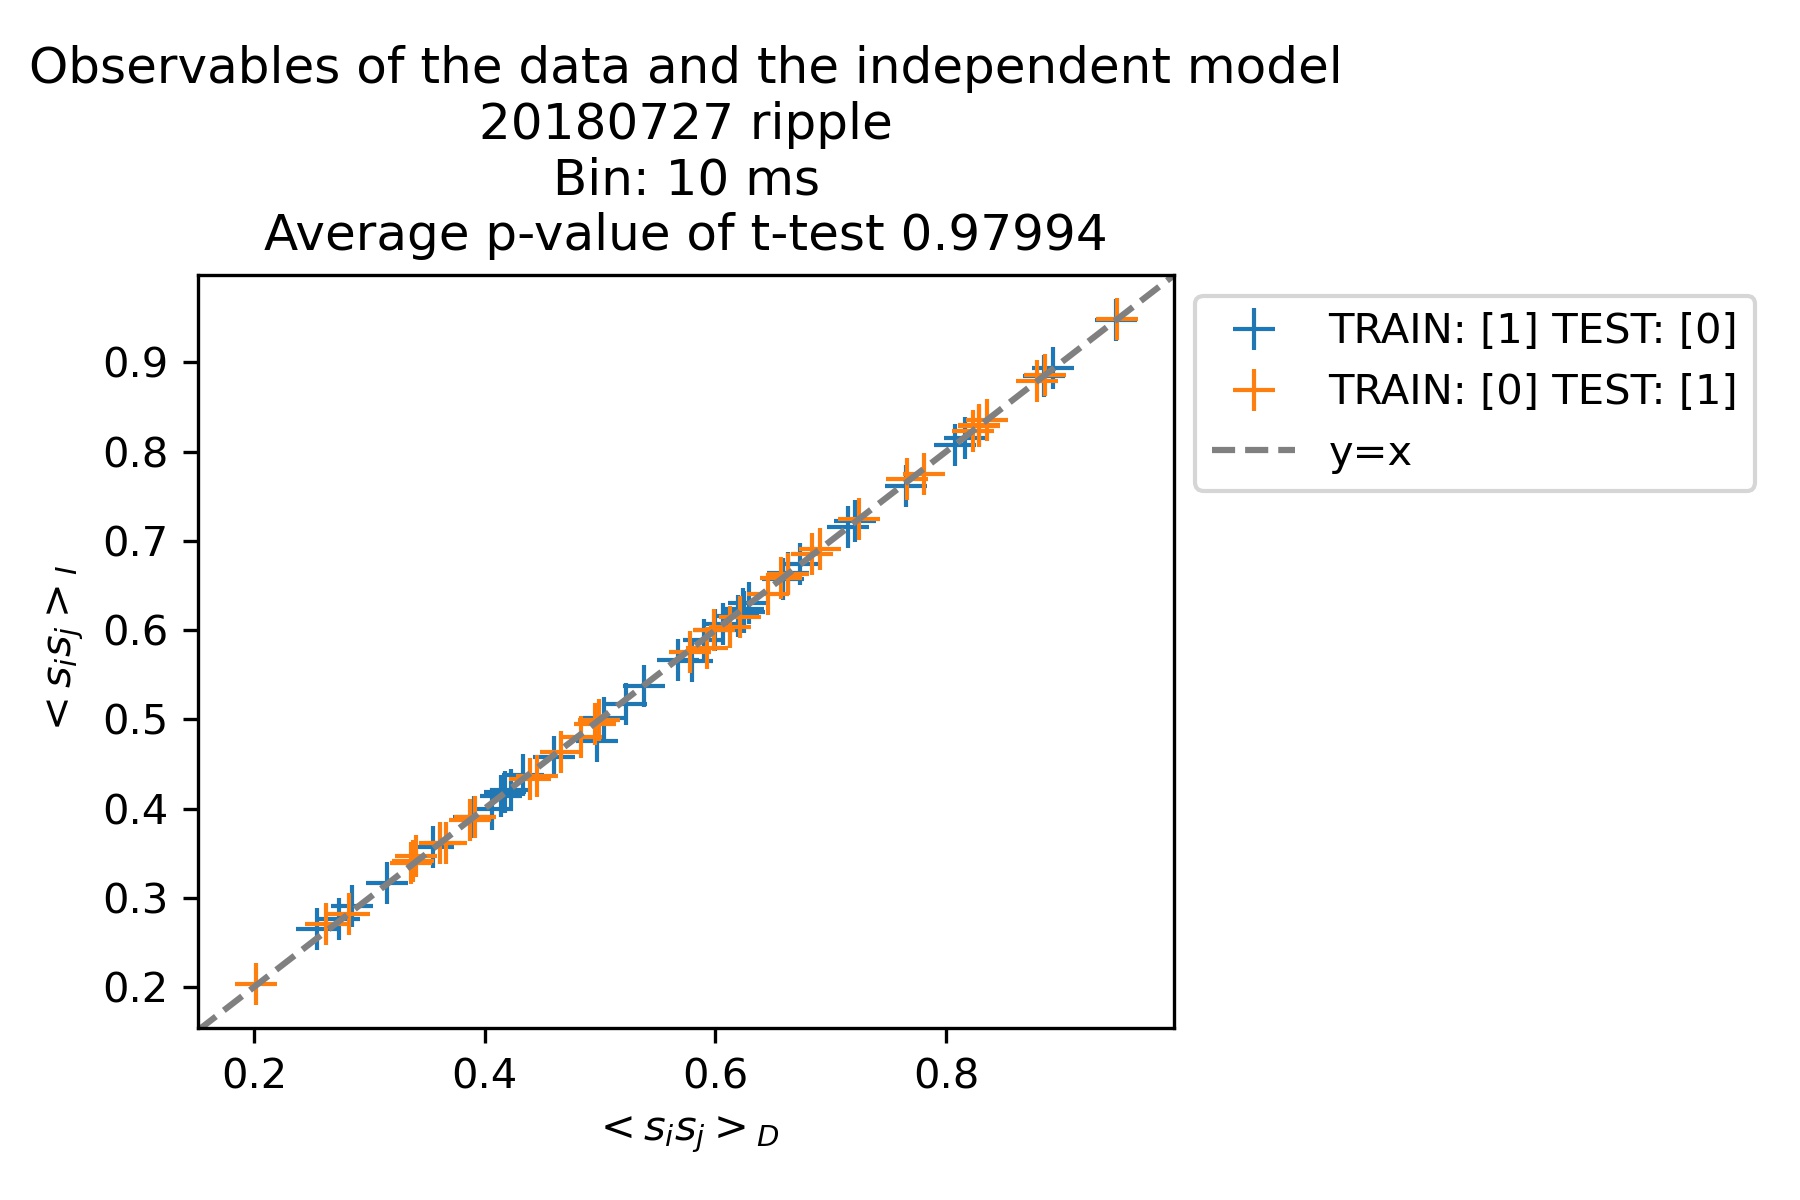 Observables of the data and the independent model
20180727 ripple
Bin: 10 ms
Average p-value of t-test 0.97994
TRAIN: [1] TEST: [0]
TRAIN: [0] TEST: [1]
y=x
0.9
0.8
0.7
0.6
0.5
0.4
0.3
0.2
< s_i s_j >_I
0.2 0.4 0.6 0.8
< s_i s_j >_D